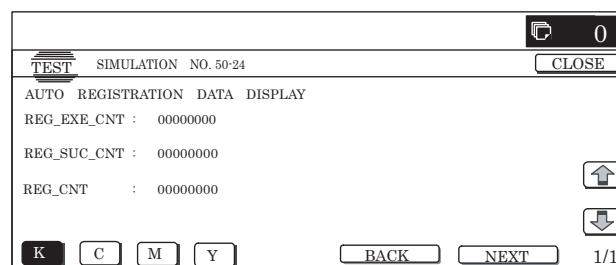 0
TEST SIMULATION NO. 50-24 CLOSE
AUTO REGISTRATION DATA DISPLAY
REG_EXE_CNT : 00000000
REG_SUC_CNT : 00000000
REG_CNT : 00000000
K C M Y BACK NEXT 1/1